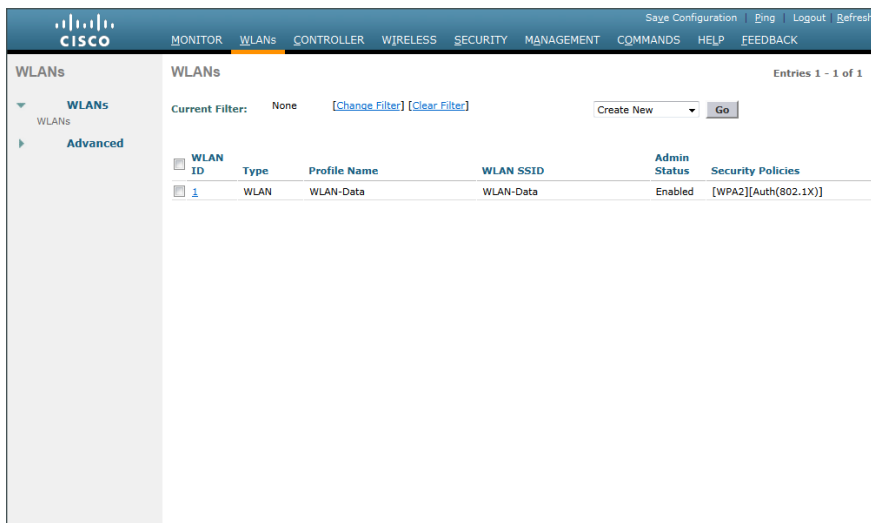 Save Configuration | Ping | Logout | Refresh
CISCO
MONITOR WLANs CONTROLLER WIRELESS SECURITY MANAGEMENT COMMANDS HELP FEEDBACK
WLANs
WLANs
WLANs
Advanced
WLANs
Entries 1 - 1 of 1
Current Filter: None [Change Filter] [Clear Filter]
Create New
Go
WLAN ID Type Profile Name WLAN SSID Admin Status Security Policies
1 WLAN WLAN-Data WLAN-Data Enabled [WPA2][Auth(802.1X)]